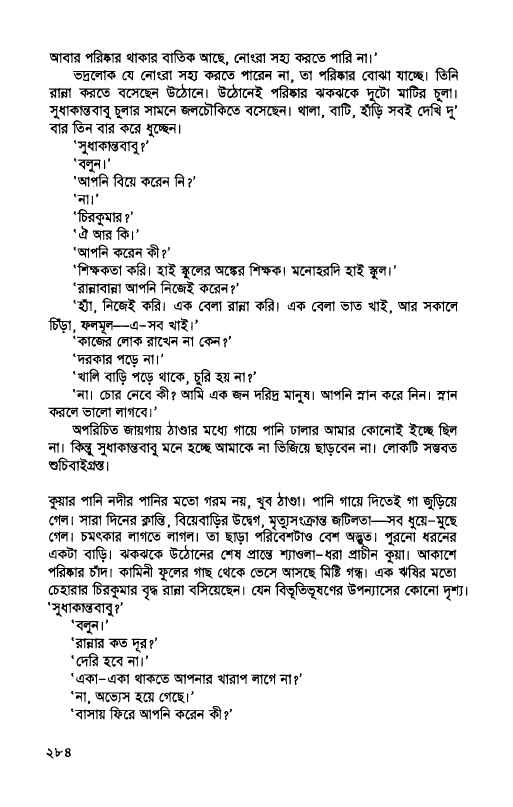 আবার পরিষ্কার থাকার বাতিক আছে, নোংরা সহ্য করতে পারি না।’
ভদ্রলোক যে নোংরা সহ্য করতে পারেন না, তা পরিষ্কার বোঝা যাচ্ছে। তিনি
রান্না করতে বসেছেন উঠোনে। উঠোনেই পরিষ্কার ঝকঝকে দুটো মাটির চুলা।
সুধাকান্তবাবু চুলার সামনে জলচৌকিতে বসেছেন। থালা, বাটি, হাঁড়ি সবই দেখি দু’
বার তিন বার করে ধুচ্ছেন।
‘সুধাকান্তবাবু?’
‘বলুন।’
‘আপনি বিয়ে করেন নি?’
‘না।’
‘চিরকুমার?’
‘ঐ আর কি।’
‘আপনি করেন কী?’
‘শিক্ষকতা করি। হাই স্কুলের অঙ্কের শিক্ষক। মনোহরদি হাই স্কুল।’
‘রান্নাবান্না আপনি নিজেই করেন?’
‘হ্যাঁ, নিজেই করি। এক বেলা রান্না করি। এক বেলা ভাত খাই, আর সকালে
চিঁড়া, ফলমূল—এ-সব খাই।’
‘কাজের লোক রাখেন না কেন?’
‘দরকার পড়ে না।’
‘খালি বাড়ি পড়ে থাকে, চুরি হয় না?’
‘না। চোর নেবে কী? আমি এক জন দরিদ্র মানুষ। আপনি স্নান করে নিন। স্নান
করলে ভালো লাগবে।’
অপরিচিত জায়গায় ঠাণ্ডার মধ্যে গায়ে পানি ঢালার আমার কোনোই ইচ্ছে ছিল
না। কিন্তু সুধাকান্তবাবু মনে হচ্ছে আমাকে না ভিজিয়ে ছাড়বেন না। লোকটি সম্ভবত
শুচিবাইগ্রস্ত।
কুয়ার পানি নদীর পানির মতো গরম নয়, খুব ঠাণ্ডা। পানি গায়ে দিতেই গা জুড়িয়ে
গেল। সারা দিনের ক্লান্তি, বিয়েবাড়ির উদ্বেগ, মৃত্যুসংক্রান্ত জটিলতা—সব ধুয়ে-মুছে
গেল। চমৎকার লাগতে লাগল। তা ছাড়া পরিবেশটাও বেশ অদ্ভুত। পুরনো ধরনের
একটা বাড়ি। ঝকঝকে উঠোনের শেষ প্রান্তে শ্যাওলা-ধরা প্রাচীন কুয়া। আকাশে
পরিষ্কার চাঁদ। কামিনী ফুলের গাছ থেকে ভেসে আসছে মিষ্টি গন্ধ। এক ঋষির মতো
চেহারার চিরকুমার বৃদ্ধ রান্না বসিয়েছেন। যেন বিভূতিভূষণের উপন্যাসের কোনো দৃশ্য।
‘সুধাকান্তবাবু?’
‘বলুন।’
‘রান্নার কত দূর?’
‘দেরি হবে না।’
‘একা-একা থাকতে আপনার খারাপ লাগে না?’
‘না, অভ্যেস হয়ে গেছে।’
‘বাসায় ফিরে আপনি করেন কী?’
২৮৪